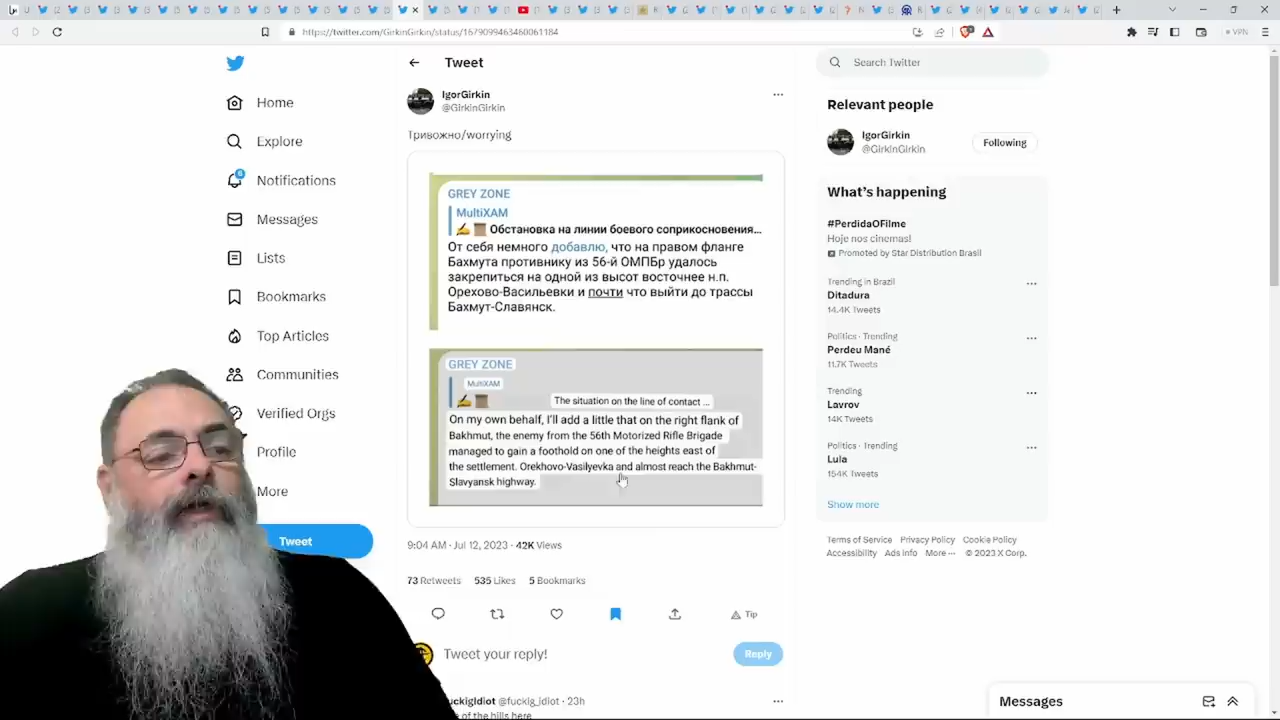 https://twitter.com/GirkinGirkin/status/1679099463460061184
VPN
Home
Explore
6
Notifications
Messages
Lists
Bookmarks
Top Articles
Communities
Verified Orgs
Profile
More
Tweet
Tweet
IgorGirkin
@GirkinGirkin
Тривожно/worrying
GREY ZONE
MultiXAM
Обстановка на линии боевого соприкосновения...
От себя немного добавлю, что на правом фланге
Бахмута противнику из 56-й ОМПБр удалось
закрепиться на одной из высот восточнее н.п.
Орехово-Васильевки и почти что выйти до трассы
Бахмут-Славянск.
GREY ZONE
MultiXAM
The situation on the line of contact ...
On my own behalf, I'll add a little that on the right flank of
Bakhmut, the enemy from the 56th Motorized Rifle Brigade
managed to gain a foothold on one of the heights east of
the settlement. Orekhovo-Vasilyevka and almost reach the Bakhmut-
Slavyansk highway.
9:04 AM · Jul 12, 2023 · 42K Views
73 Retweets 535 Likes 5 Bookmarks
Tip
Tweet your reply!
Reply
uckigIdiot @fuckig_idiot · 23h
of the hills here
Search Twitter
Relevant people
IgorGirkin
@GirkinGirkin
Following
What's happening
#PerdidaOFilme
Hoje nos cinemas!
Promoted by Star Distribution Brasil
Trending in Brazil
Ditadura
14.4K Tweets
Politics · Trending
Perdeu Mané
11.7K Tweets
Trending
Lavrov
14K Tweets
Politics · Trending
Lula
154K Tweets
Show more
Terms of Service Privacy Policy Cookie Policy
Accessibility Ads info More ··· © 2023 X Corp.
Messages